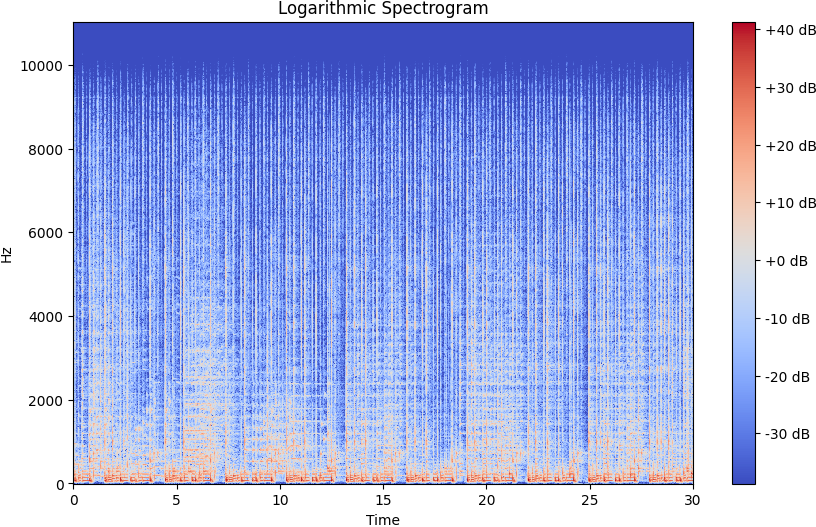 Logarithmic Spectrogram
Hz
10000
8000
6000
4000
2000
0
0 5 10 15 20 25 30
Time
+40 dB
+30 dB
+20 dB
+10 dB
+0 dB
-10 dB
-20 dB
-30 dB